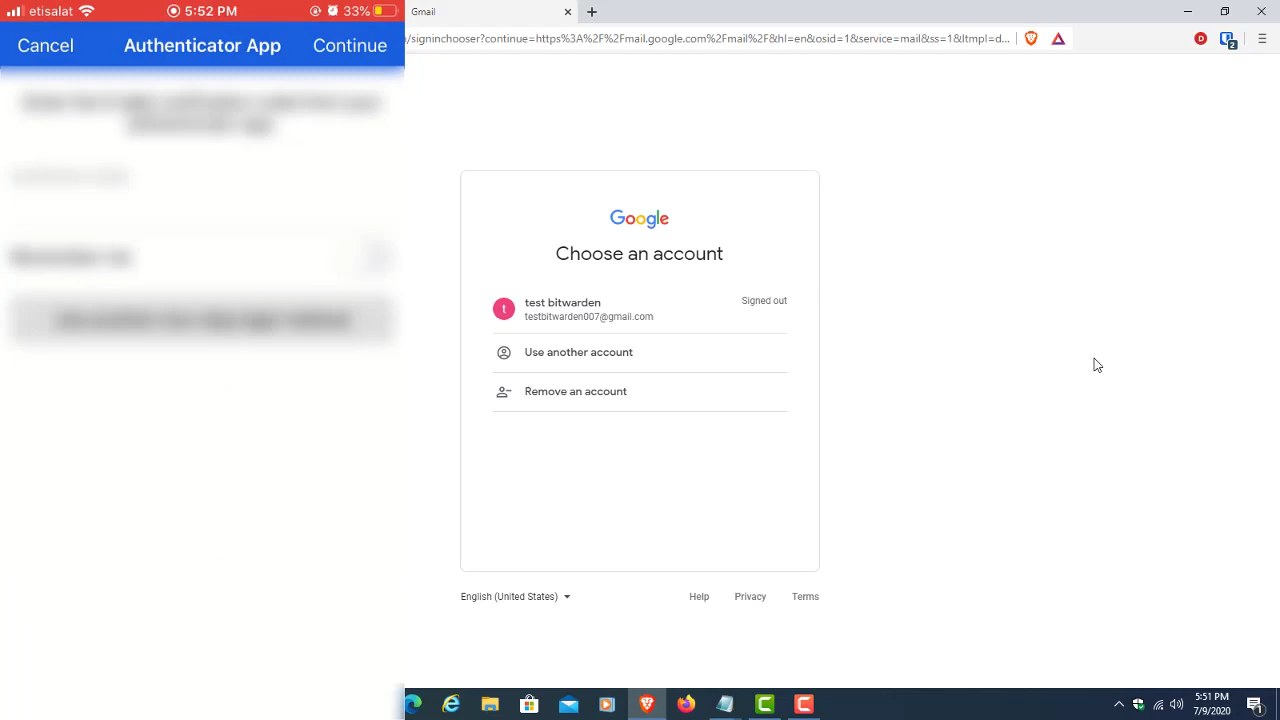 etisalat
5:52 PM
33%
Cancel
Authenticator App
Continue
Gmail
/signinchooser?continue=https%3A%2F%2Fmail.google.com%2Fmail%2F&hl=en&osid=1&service=mail&ss=1&ltmpl=d...
D
2
Google
Choose an account
t
test bitwarden
testbitwarden007@gmail.com
Signed out
Use another account
Remove an account
English (United States)
Help
Privacy
Terms
5:51 PM
7/9/2020
1